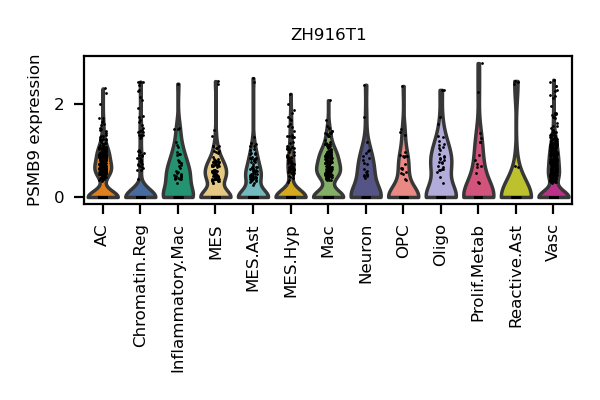 ZH916T1
PSMB9 expression
2
0
AC
Chromatin.Reg
Inflammatory.Mac
MES
MES.Ast
MES.Hyp
Mac
Neuron
OPC
Oligo
Prolif.Metab
Reactive.Ast
Vasc